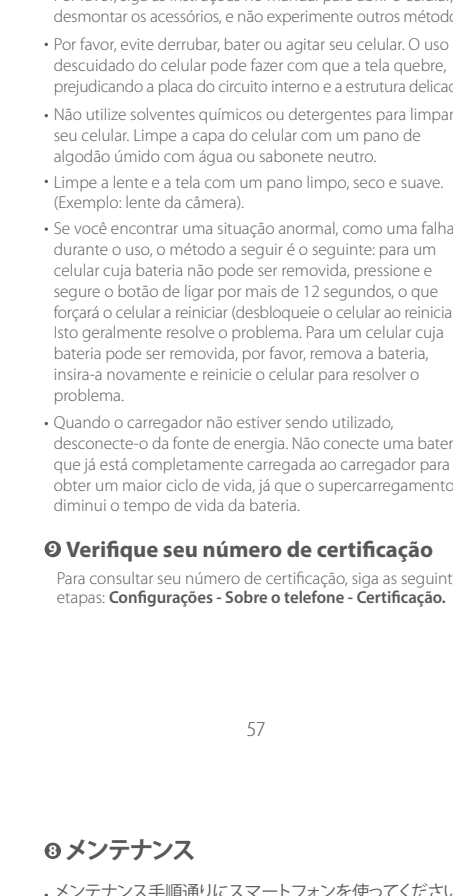 desmontar os acessórios, e não experimente outros
• Por favor, evite derrubar, bater ou agitar seu celular. O uso
descuidado do celular pode fazer com que a tela quebre,
prejudicando a placa do circuito interno e a estrutura
• Não utilize solventes químicos ou detergentes para limpar
seu celular. Limpe a capa do celular com um pano de
algodão úmido com água ou sabonete neutro.
• Limpe a lente e a tela com um pano limpo, seco e suave.
(Exemplo: lente da câmera).
• Se você encontrar uma situação anormal, como uma falha
durante o uso, o método a seguir é o seguinte: para um
celular cuja bateria não pode ser removida, pressione e
segure o botão de ligar por mais de 12 segundos, o que
forçará o celular a reiniciar (desbloqueie o celular ao
Isto geralmente resolve o problema. Para um celular cuja
bateria pode ser removida, por favor, remova a bateria,
insira-a novamente e reinicie o celular para resolver o
problema.
• Quando o carregador não estiver sendo utilizado,
desconecte-o da fonte de energia. Não conecte uma
que já está completamente carregada ao carregador para
obter um maior ciclo de vida, já que o supercarregamento
diminui o tempo de vida da bateria.
❾ Verifique seu número de certificação
Para consultar seu número de certificação, siga as
etapas: Configurações - Sobre o telefone - Certificação.
57
❽ メンテナンス